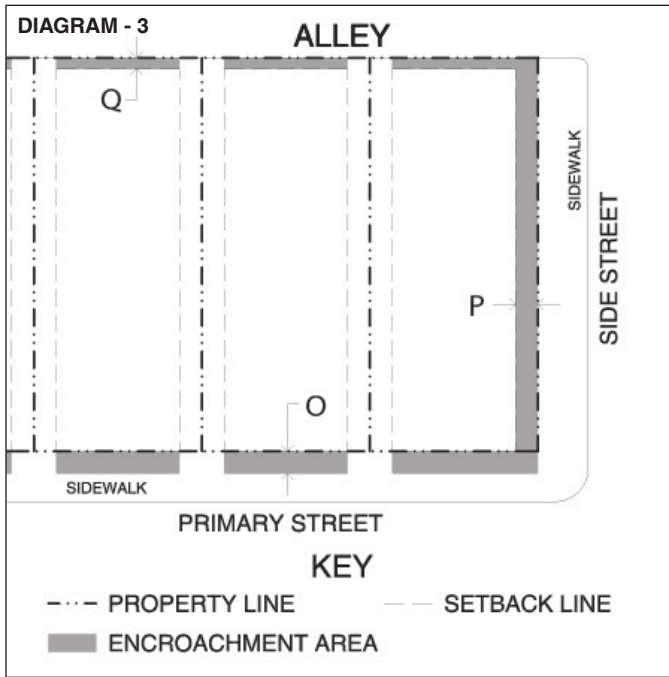 DIAGRAM - 3
ALLEY
Q
SIDEWALK
SIDE STREET
P
O
SIDEWALK
PRIMARY STREET
KEY
PROPERTY LINE
SETBACK LINE
ENCROACHMENT AREA